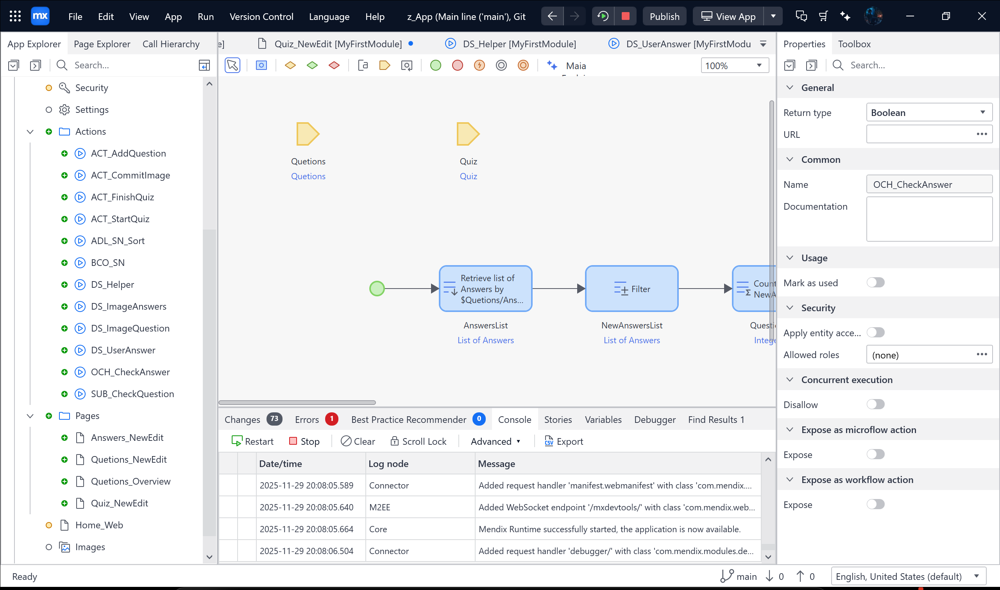 mx File Edit View App Run Version Control Language Help z_App (Main line ('main'), Git Publish View App
App Explorer Page Explorer Call Hierarchy
e] Quiz_NewEdit [MyFirstModule] DS_Helper [MyFirstModule] DS_UserAnswer [MyFirstModu
Properties Toolbox
Search...
Maia
100%
Search...
Security
Settings
Actions
ACT_AddQuestion
ACT_CommitImage
ACT_FinishQuiz
ACT_StartQuiz
ADL_SN_Sort
BCO_SN
DS_Helper
DS_ImageAnswers
DS_ImageQuestion
DS_UserAnswer
OCH_CheckAnswer
SUB_CheckQuestion
Pages
Answers_NewEdit
Quetions_NewEdit
Quetions_Overview
Quiz_NewEdit
Home_Web
Images
Quetions
Quetions
Quiz
Quiz
Retrieve list of
Answers by
$Quetions/Ans...
AnswersList
List of Answers
Filter
NewAnswersList
List of Answers
Count
NewA
Questi
Intege
Changes 73 Errors 1 Best Practice Recommender 0 Console Stories Variables Debugger Find Results 1
Restart Stop Clear Scroll Lock Advanced CSV Export
Date/time Log node Message
2025-11-29 20:08:05.589 Connector Added request handler 'manifest.webmanifest' with class 'com.mendix....
2025-11-29 20:08:05.640 M2EE Added WebSocket endpoint '/mxdevtools/' with class 'com.mendix.web...
2025-11-29 20:08:05.664 Core Mendix Runtime successfully started, the application is now available.
2025-11-29 20:08:06.504 Connector Added request handler 'debugger/' with class 'com.mendix.modules.de...
General
Return type Boolean
URL ...
Common
Name OCH_CheckAnswer
Documentation
Usage
Mark as used
Security
Apply entity acce...
Allowed roles (none) ...
Concurrent execution
Disallow
Expose as microflow action
Expose
Expose as workflow action
Expose
Ready
main 0 0 English, United States (default)